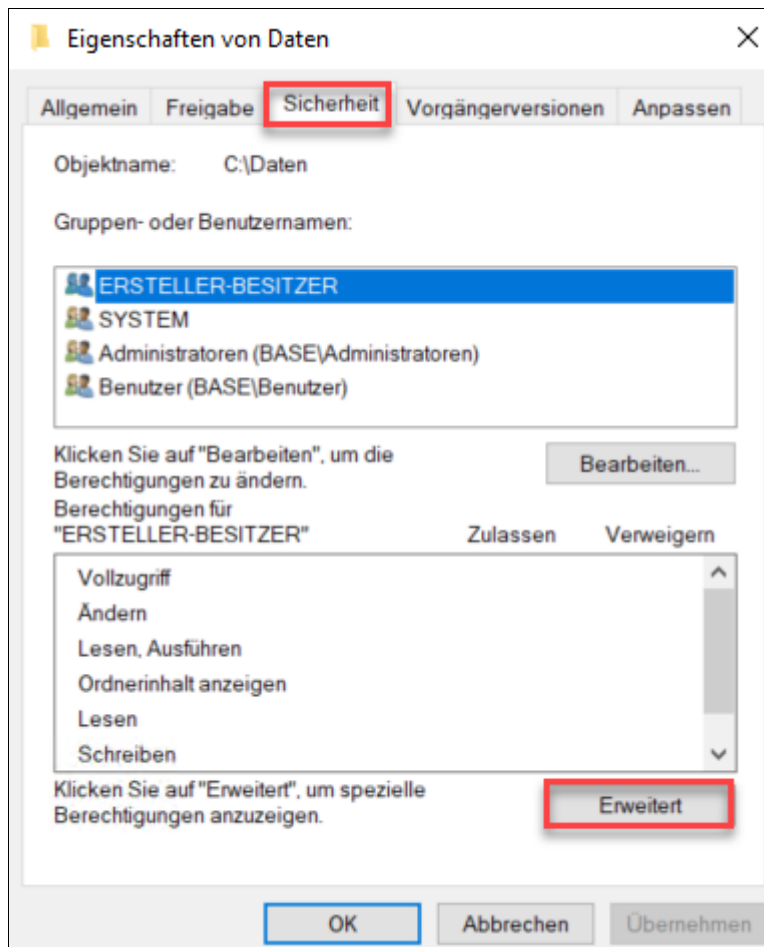 Eigenschaften von Daten
Allgemein Freigabe Sicherheit Vorgängerversionen Anpassen
Objektname: C:\Daten
Gruppen- oder Benutzernamen:
ERSTELLER-BESITZER
SYSTEM
Administratoren (BASE\Administratoren)
Benutzer (BASE\Benutzer)
Klicken Sie auf "Bearbeiten", um die
Berechtigungen zu ändern.
Bearbeiten...
Berechtigungen für
"ERSTELLER-BESITZER" Zulassen Verweigern
Vollzugriff
Ändern
Lesen, Ausführen
Ordnerinhalt anzeigen
Lesen
Schreiben
Klicken Sie auf "Erweitert", um spezielle
Berechtigungen anzuzeigen.
Erweitert
OK Abbrechen Übernehmen